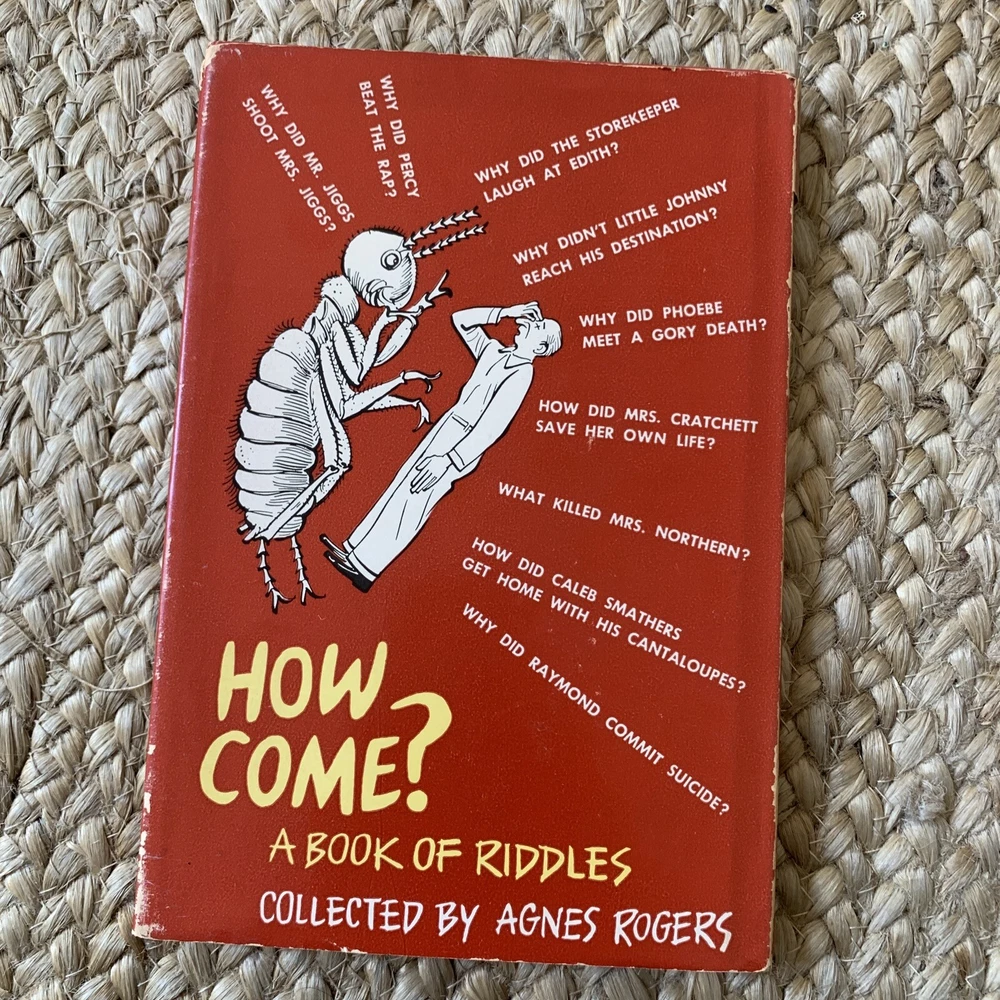 WHY DID MR. JIGGS
SHOOT MRS. JIGGS?
WHY DID PERCY
BEAT THE RAP?
WHY DID THE STOREKEEPER
LAUGH AT EDITH?
WHY DIDN'T LITTLE JOHNNY
REACH HIS DESTINATION?
WHY DID PHOEBE
MEET A GORY DEATH?
HOW DID MRS. CRATCHETT
SAVE HER OWN LIFE?
WHAT KILLED MRS. NORTHERN?
HOW DID CALEB SMATHERS
GET HOME WITH HIS CANTALOUPES?
WHY DID RAYMOND COMMIT SUICIDE?
HOW
COME?
A BOOK OF RIDDLES
COLLECTED BY AGNES ROGERS